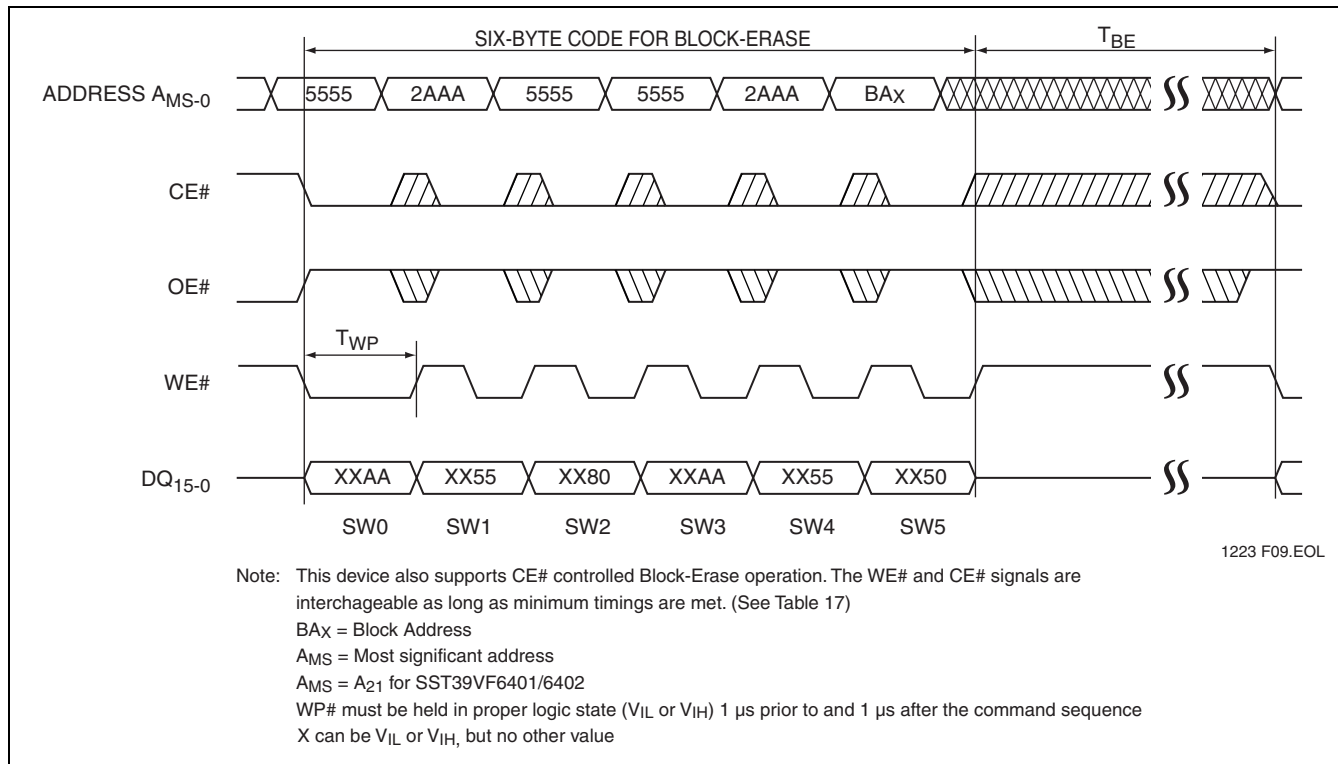 SIX-BYTE CODE FOR BLOCK-ERASE TBE
ADDRESS AMS-0 5555 2AAA 5555 5555 2AAA BAX
CE#
OE#
TWP
WE#
DQ15-0 XXAA XX55 XX80 XXAA XX55 XX50
SW0 SW1 SW2 SW3 SW4 SW5
1223 F09.EOL
Note: This device also supports CE# controlled Block-Erase operation. The WE# and CE# signals are
interchageable as long as minimum timings are met. (See Table 17)
BAX = Block Address
AMS = Most significant address
AMS = A21 for SST39VF6401/6402
WP# must be held in proper logic state (VIL or VIH) 1 µs prior to and 1 µs after the command sequence
X can be VIL or VIH, but no other value